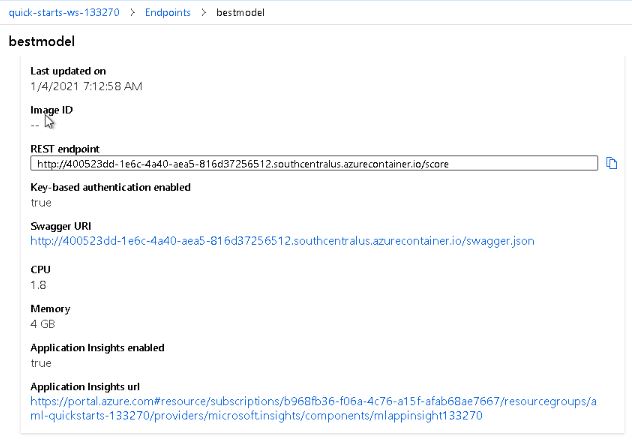 quick-starts-ws-133270 > Endpoints > bestmodel
bestmodel
Last updated on
1/4/2021 7:12:58 AM
Image ID
--
REST endpoint
http://400523dd-1e6c-4a40-aea5-816d37256512.southcentralus.azurecontainer.io/score
Key-based authentication enabled
true
Swagger URI
http://400523dd-1e6c-4a40-aea5-816d37256512.southcentralus.azurecontainer.io/swagger.json
CPU
1.8
Memory
4 GB
Application Insights enabled
true
Application Insights url
https://portal.azure.com#resource/subscriptions/b968fb36-f06a-4c76-a15f-afab68ae7667/resourcegroups/a
ml-quickstarts-133270/providers/microsoft.insights/components/mlappinsight133270